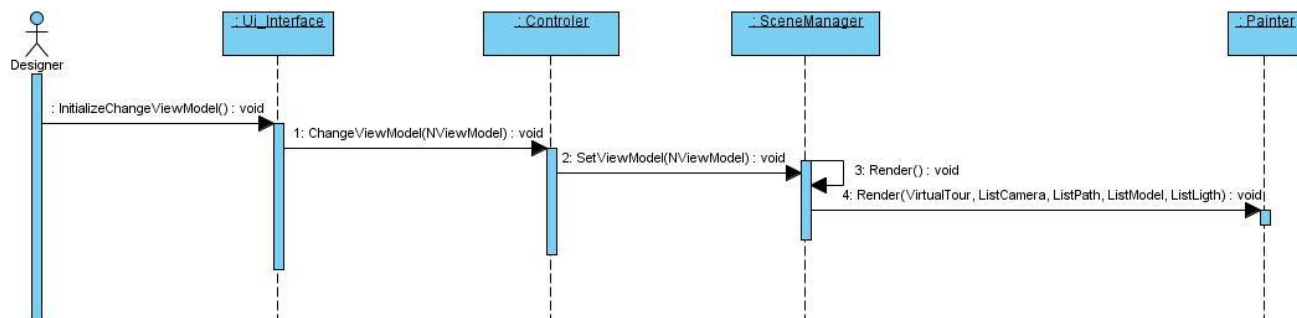 : Ui_Interface
: Controler
: SceneManager
: Painter
Designer
: InitializeChangeViewModel() : void
1: ChangeViewModel(NViewModel) : void
2: SetViewModel(NViewModel) : void
3: Render() : void
4: Render(VirtualTour, ListCamera, ListPath, ListModel, ListLigth) : void